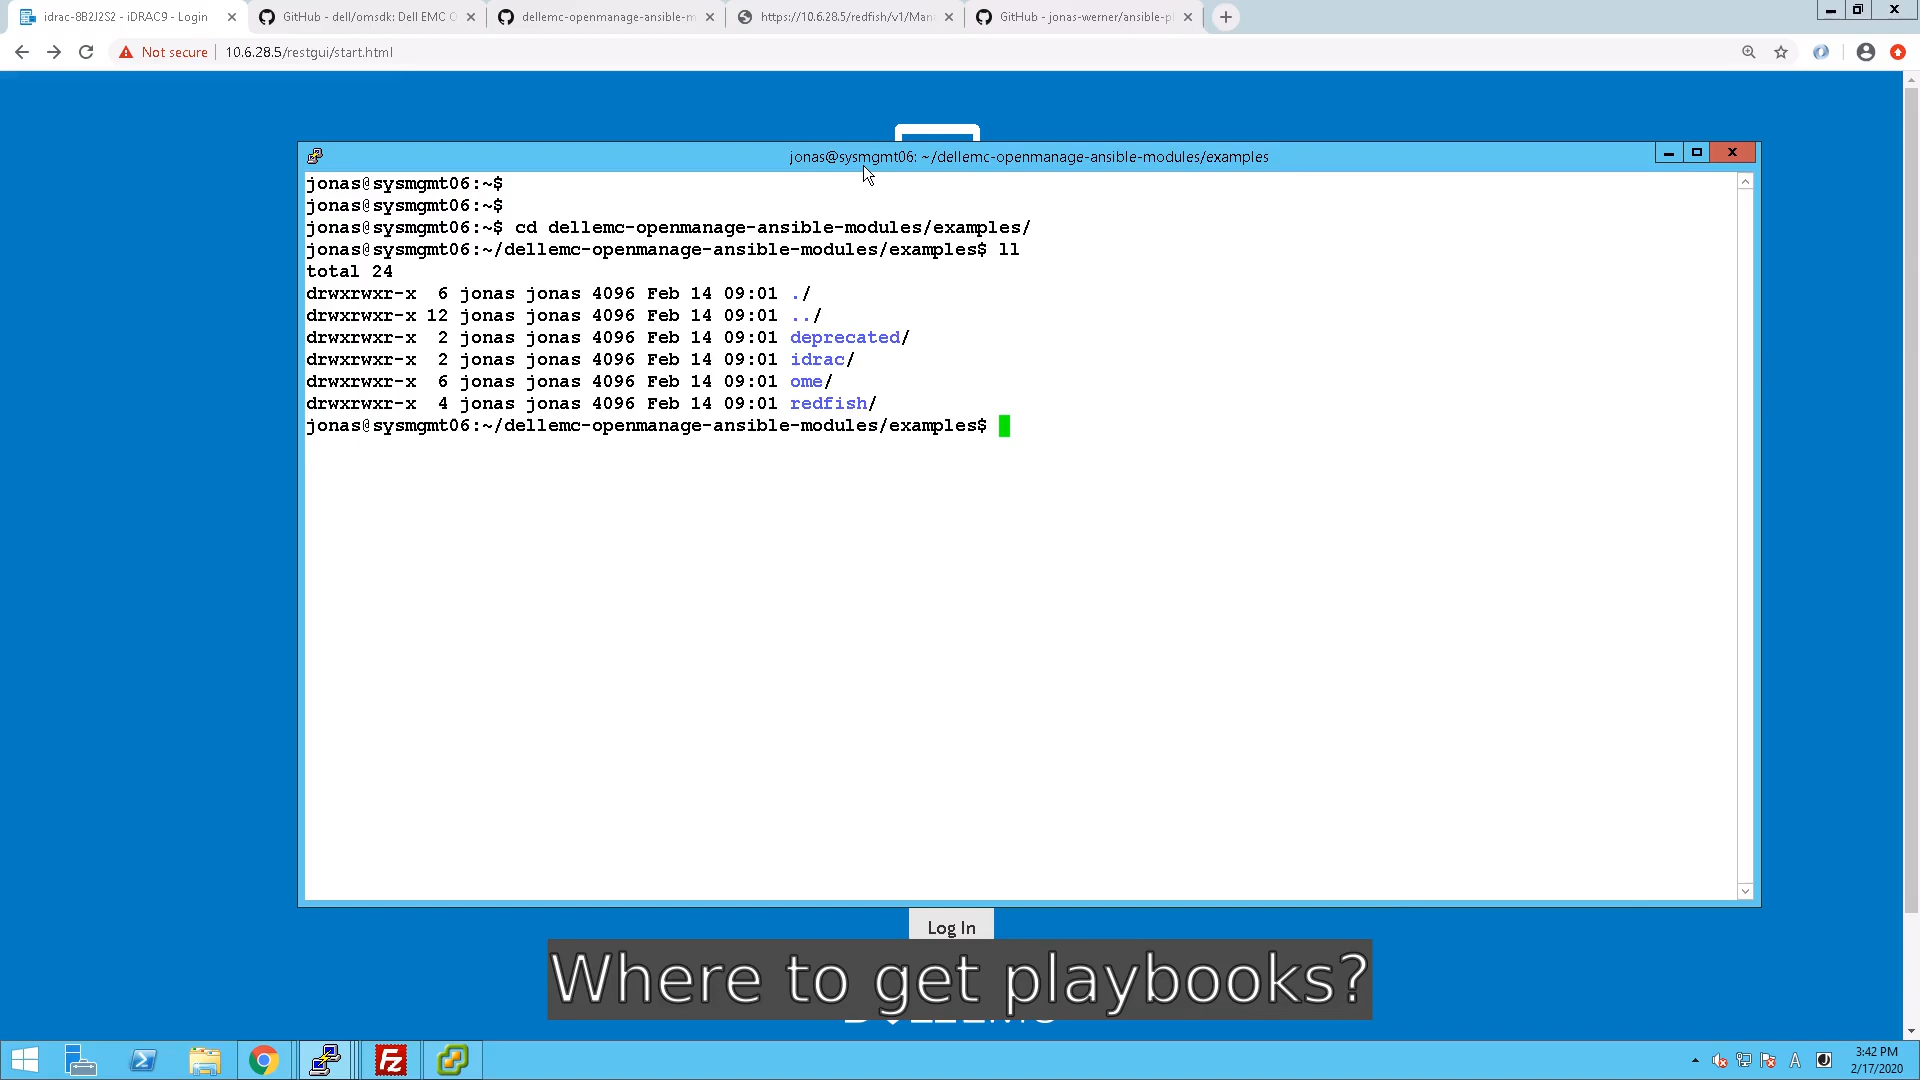 idrac-8B2J2S2 - iDRAC9 - Login
GitHub - dell/omsdk: Dell EMC O
dellemc-openmanage-ansible-m
https://10.6.28.5/redfish/v1/Man
GitHub - jonas-werner/ansible-pl
Not secure
10.6.28.5/restgui/start.html
jonas@sysmgmt06: ~/dellemc-openmanage-ansible-modules/examples
jonas@sysmgmt06:~$
jonas@sysmgmt06:~$
jonas@sysmgmt06:~$ cd dellemc-openmanage-ansible-modules/examples/
jonas@sysmgmt06:~/dellemc-openmanage-ansible-modules/examples$ ll
total 24
drwxrwxr-x  6 jonas jonas 4096 Feb 14 09:01 ./
drwxrwxr-x 12 jonas jonas 4096 Feb 14 09:01 ../
drwxrwxr-x  2 jonas jonas 4096 Feb 14 09:01 deprecated/
drwxrwxr-x  2 jonas jonas 4096 Feb 14 09:01 idrac/
drwxrwxr-x  6 jonas jonas 4096 Feb 14 09:01 ome/
drwxrwxr-x  4 jonas jonas 4096 Feb 14 09:01 redfish/
jonas@sysmgmt06:~/dellemc-openmanage-ansible-modules/examples$
Log In
Where to get playbooks?
Fz
A
3:42 PM
2/17/2020